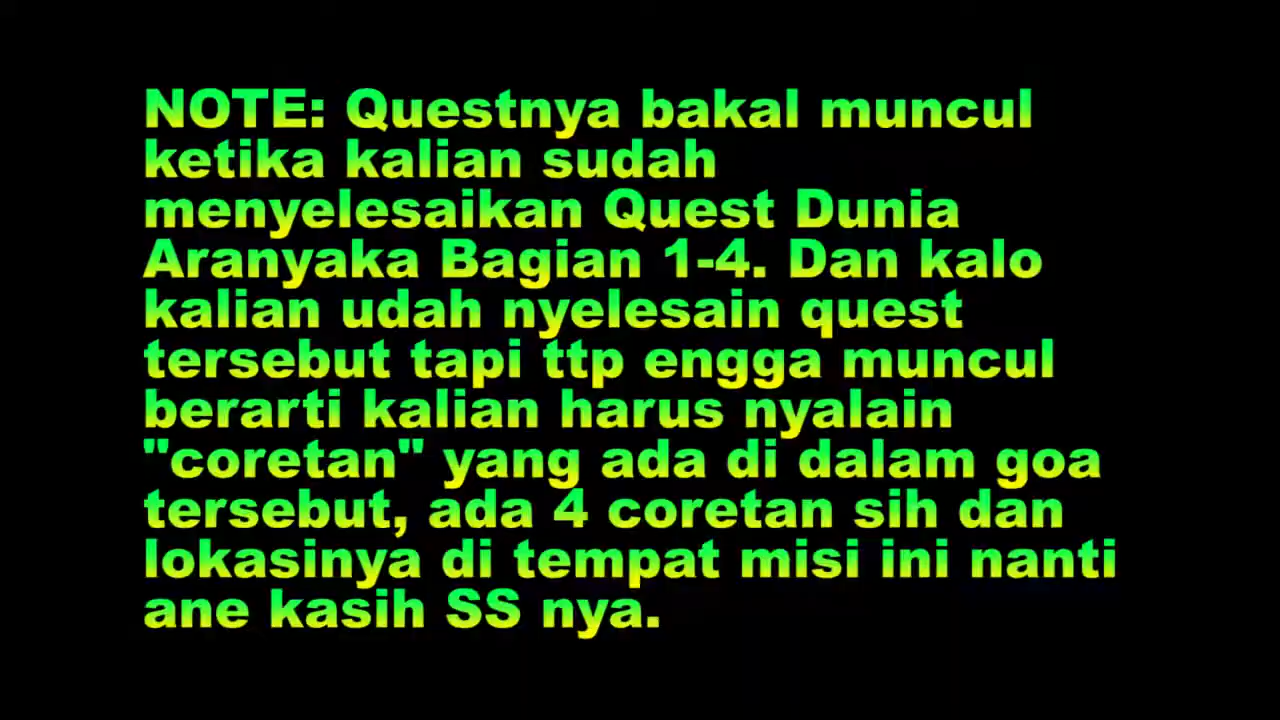 NOTE: Questnya bakal muncul
ketika kalian sudah
menyelesaikan Quest Dunia
Aranyaka Bagian 1-4. Dan kalo
kalian udah nyelesain quest
tersebut tapi ttp engga muncul
berarti kalian harus nyalain
"coretan" yang ada di dalam goa
tersebut, ada 4 coretan sih dan
lokasinya di tempat misi ini nanti
ane kasih SS nya.